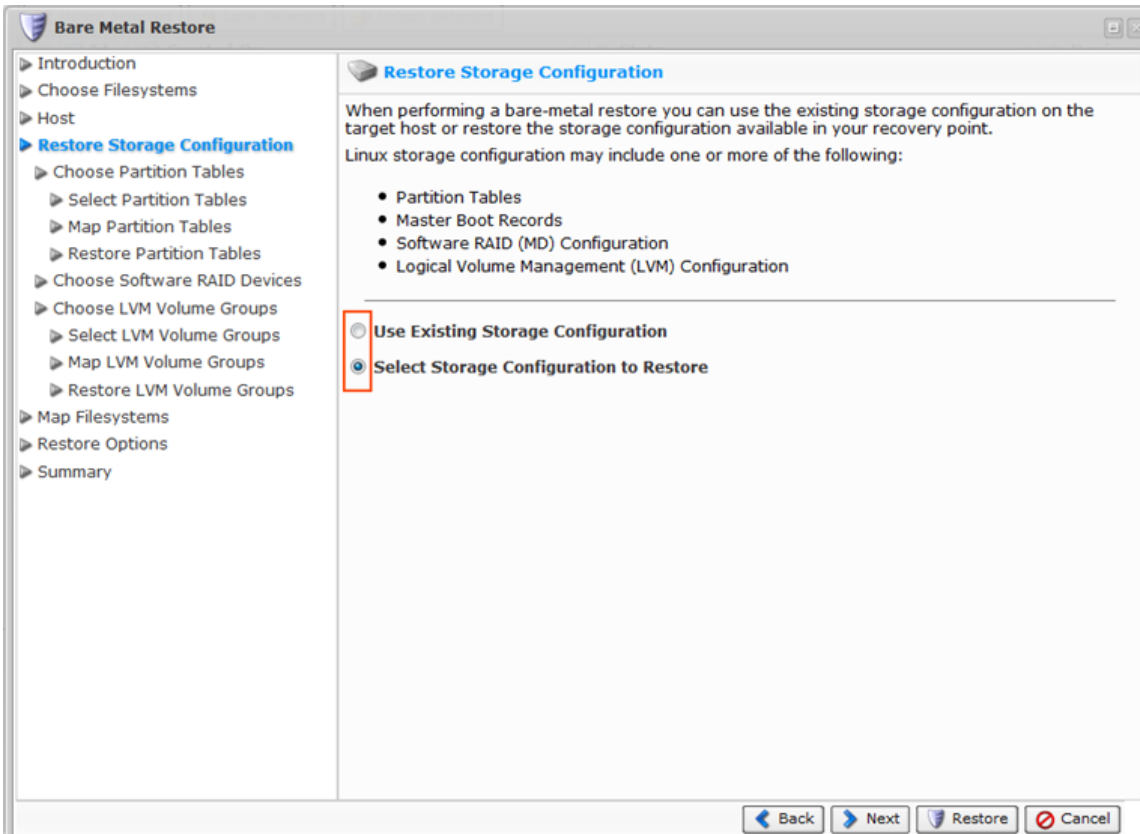 Bare Metal Restore
Introduction
Choose Filesystems
Host
Restore Storage Configuration
Choose Partition Tables
Select Partition Tables
Map Partition Tables
Restore Partition Tables
Choose Software RAID Devices
Choose LVM Volume Groups
Select LVM Volume Groups
Map LVM Volume Groups
Restore LVM Volume Groups
Map Filesystems
Restore Options
Summary
Restore Storage Configuration
When performing a bare-metal restore you can use the existing storage configuration on the
target host or restore the storage configuration available in your recovery point.
Linux storage configuration may include one or more of the following:
• Partition Tables
• Master Boot Records
• Software RAID (MD) Configuration
• Logical Volume Management (LVM) Configuration
Use Existing Storage Configuration
Select Storage Configuration to Restore
Back Next Restore Cancel